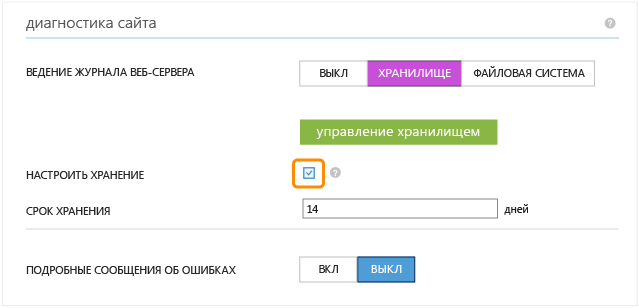 диагностика сайта ?
ВЕДЕНИЕ ЖУРНАЛА ВЕБ-СЕРВЕРА ВЫКЛ ХРАНИЛИЩЕ ФАЙЛОВАЯ СИСТЕМА
управление хранилищем
НАСТРОИТЬ ХРАНЕНИЕ ?
СРОК ХРАНЕНИЯ 14 дней
ПОДРОБНЫЕ СООБЩЕНИЯ ОБ ОШИБКАХ ВКЛ ВЫКЛ